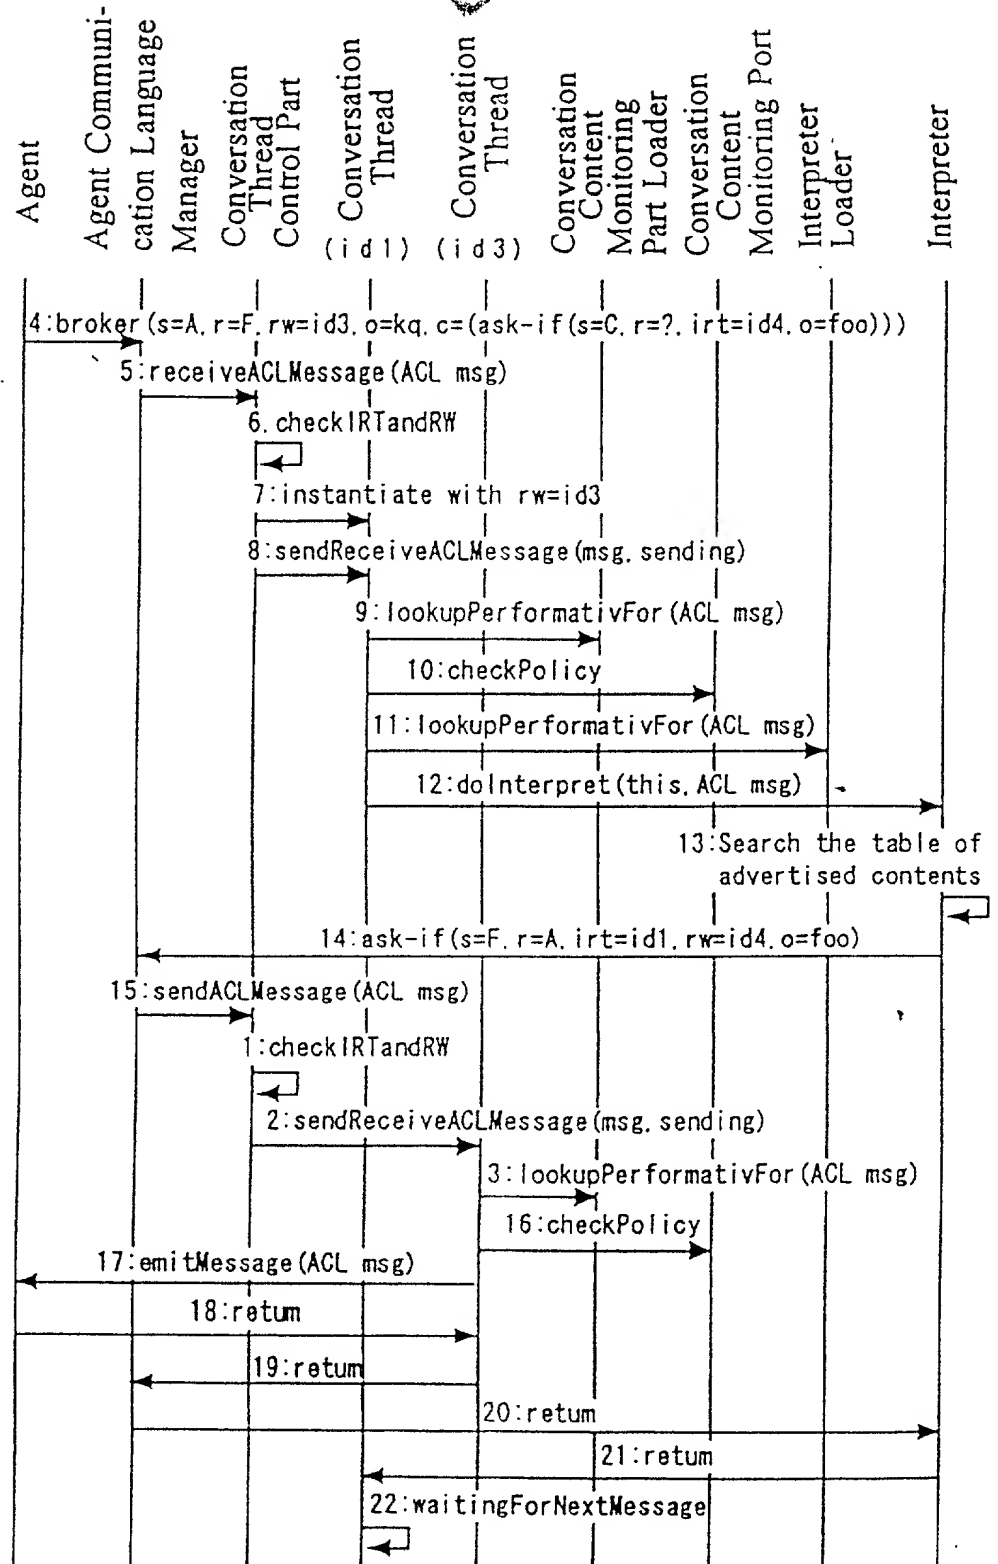 Agent
Agent Communi-
cation Language
Manager
Conversation
Thread
Control Part
Conversation
Thread
(id1)
Conversation
Thread
(id3)
Conversation
Content
Monitoring
Part Loader
Conversation
Content
Monitoring Port
Interpreter
Loader
Interpreter
4:broker(s=A, r=F, rw=id3, o=kq, c=(ask-if(s=C, r=?, irt=id4, o=foo)))
5:receiveACLMessage(ACL msg)
6.checkIRTandRW
7:instantiate with rw=id3
8:sendReceiveACLMessage(msg, sending)
9:lookupPerformativFor(ACL msg)
10:checkPolicy
11:lookupPerformativFor(ACL msg)
12:doInterpret(this, ACL msg)
13:Search the table of
advertised contents
14:ask-if(s=F, r=A, irt=id1, rw=id4, o=foo)
15:sendACLMessage(ACL msg)
1:checkIRTandRW
2:sendReceiveACLMessage(msg, sending)
3:lookupPerformativFor(ACL msg)
16:checkPolicy
17:emitMessage(ACL msg)
18:retum
19:retum
20:retum
21:retum
22:waitingForNextMessage